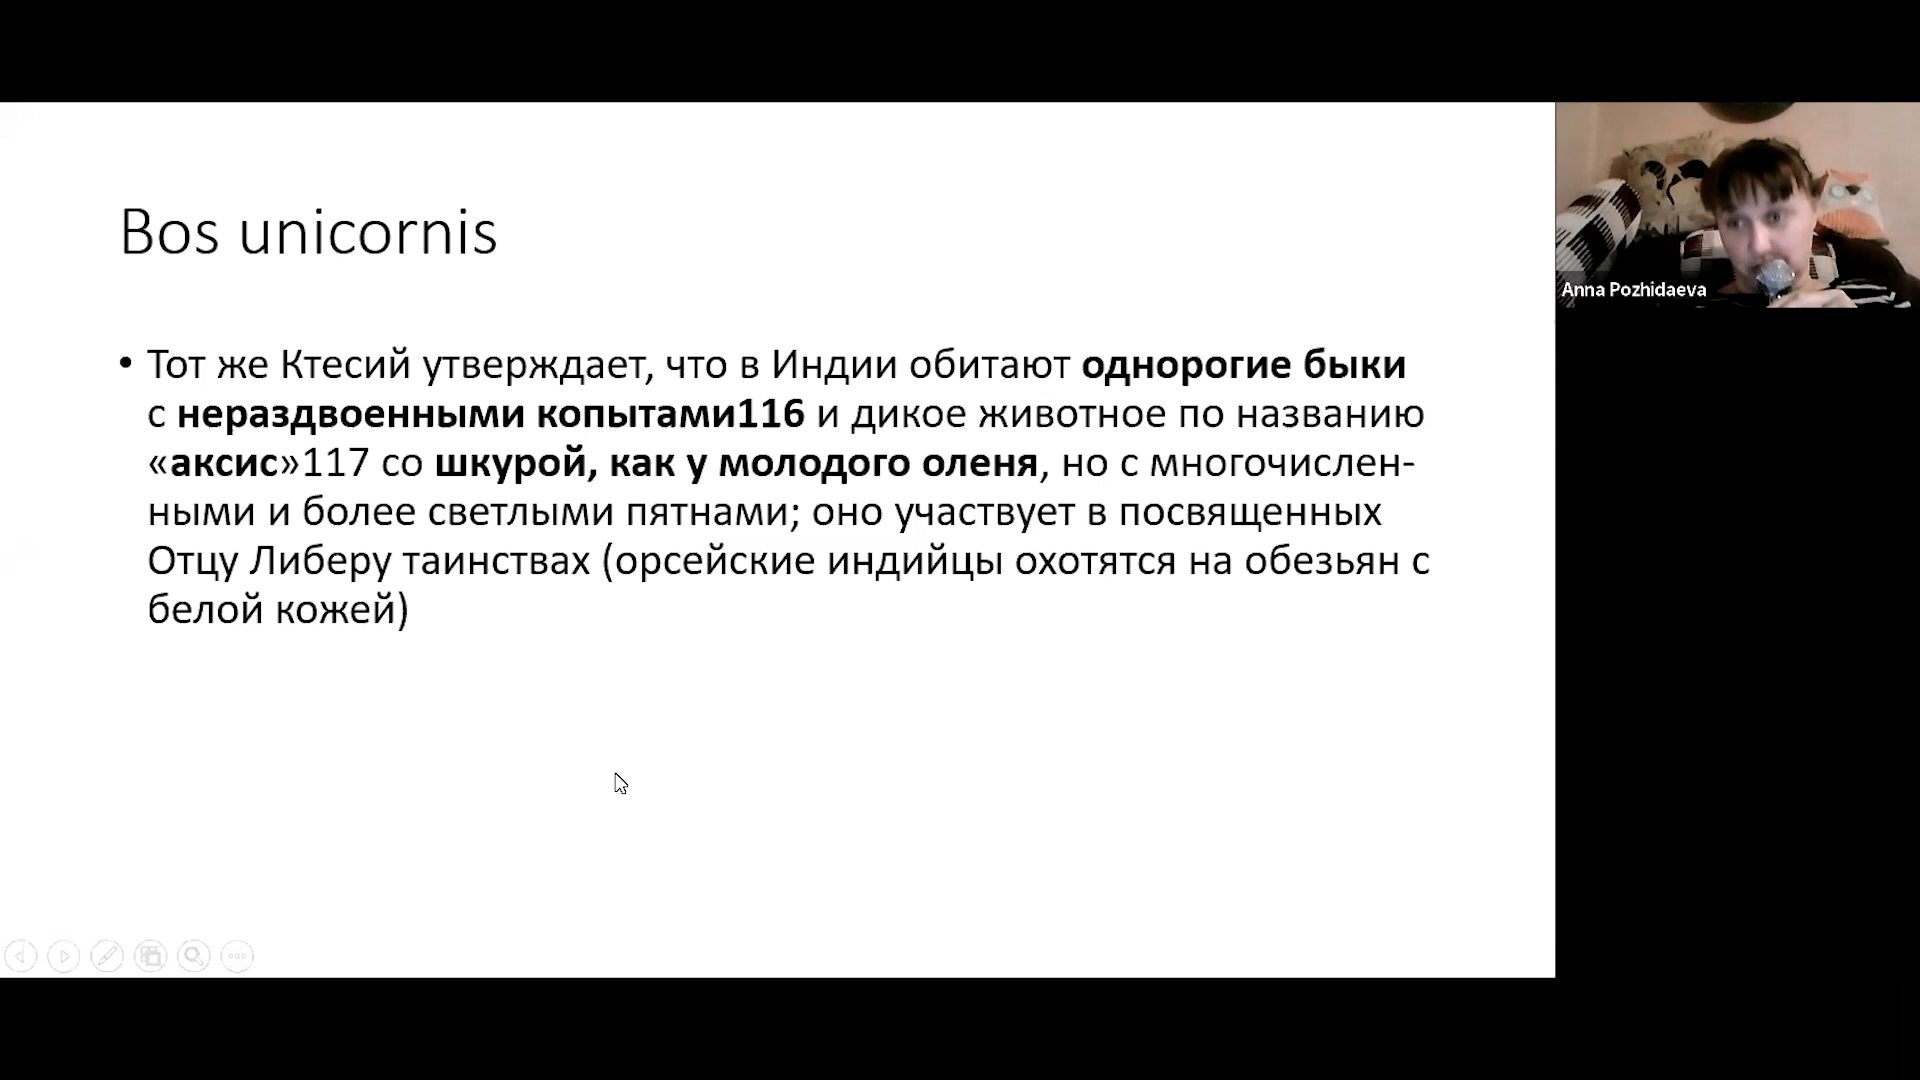 Bos unicornis
• Тот же Ктесий утверждает, что в Индии обитают однорогие быки
с нераздвоенными копытами116 и дикое животное по названию
«аксис»117 со шкурой, как у молодого оленя, но с многочислен-
ными и более светлыми пятнами; оно участвует в посвященных
Отцу Либеру таинствах (орсейские индийцы охотятся на обезьян с
белой кожей)
Anna Pozhidaeva